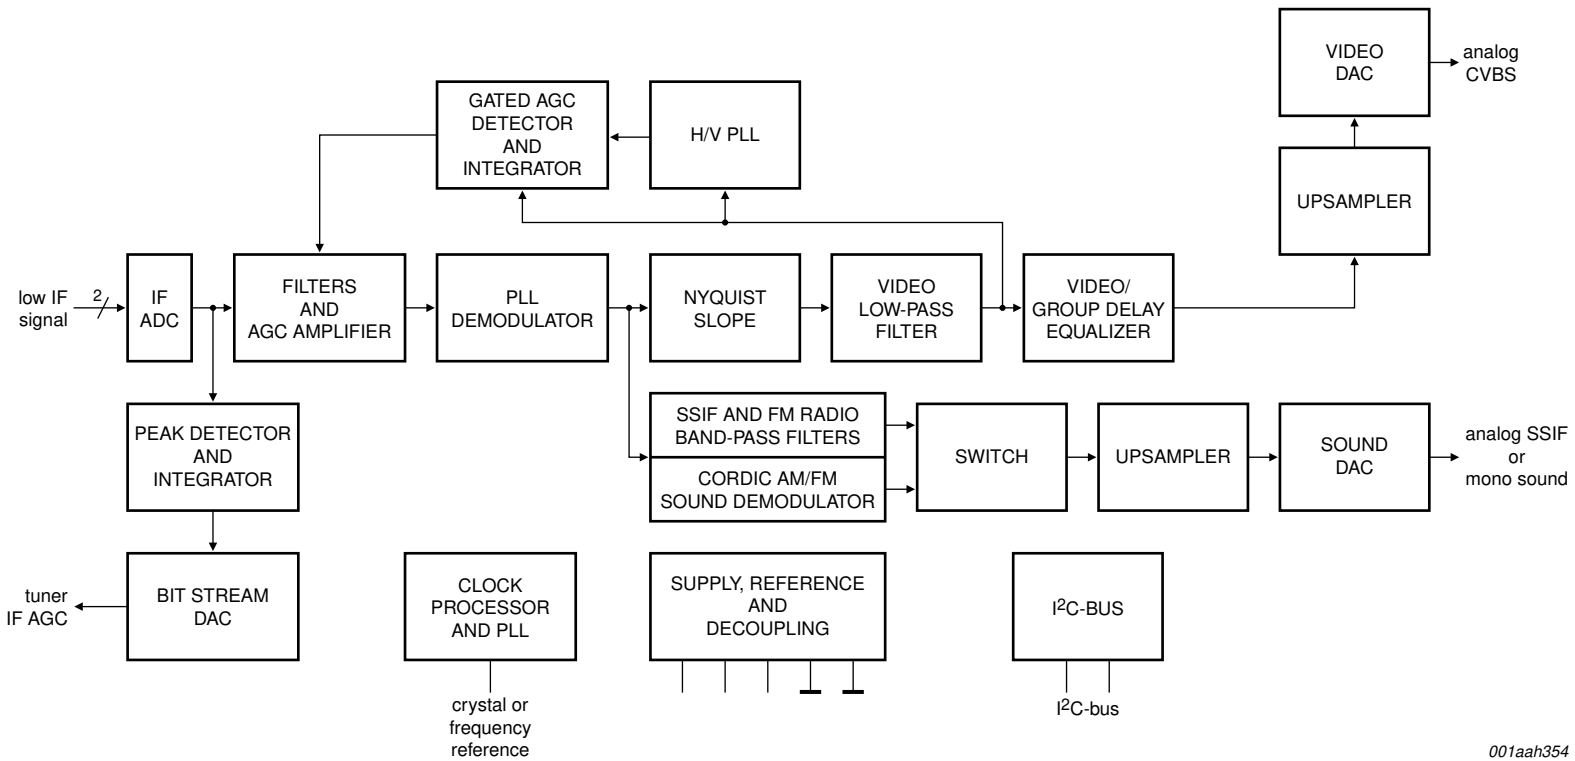 VIDEO
DAC
analog
CVBS
GATED AGC
DETECTOR
AND
INTEGRATOR
H/V PLL
UPSAMPLER
low IF
signal
2
IF
ADC
FILTERS
AND
AGC AMPLIFIER
PLL
DEMODULATOR
NYQUIST
SLOPE
VIDEO
LOW-PASS
FILTER
VIDEO/
GROUP DELAY
EQUALIZER
PEAK DETECTOR
AND
INTEGRATOR
SSIF AND FM RADIO
BAND-PASS FILTERS
CORDIC AM/FM
SOUND DEMODULATOR
SWITCH
UPSAMPLER
SOUND
DAC
analog SSIF
or
mono sound
tuner
IF AGC
BIT STREAM
DAC
CLOCK
PROCESSOR
AND PLL
SUPPLY, REFERENCE
AND
DECOUPLING
I²C-BUS
crystal or
frequency
reference
I²C-bus
001aah354